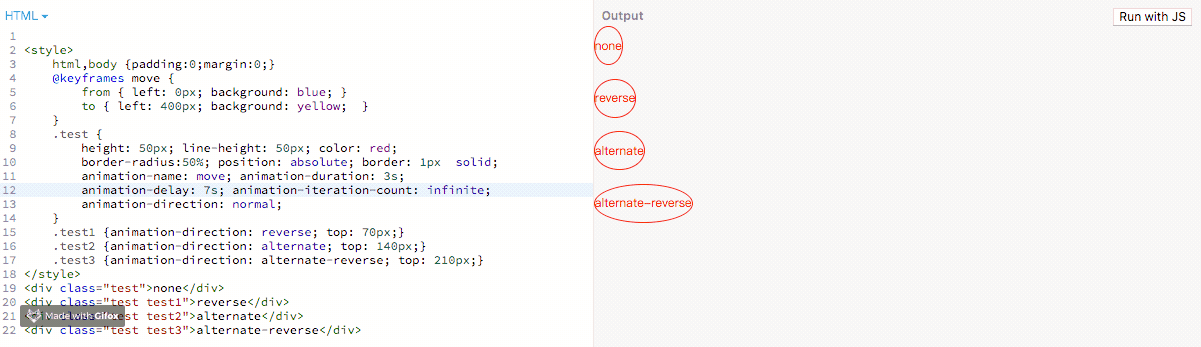 HTML
Output
Run with JS
1
2 <style>
3 html,body {padding:0;margin:0;}
4 @keyframes move {
5 from { left: 0px; background: blue; }
6 to { left: 400px; background: yellow;  }
7 }
8 .test {
9 height: 50px; line-height: 50px; color: red;
10 border-radius:50%; position: absolute; border: 1px  solid;
11 animation-name: move; animation-duration: 3s;
12 animation-delay: 7s; animation-iteration-count: infinite;
13 animation-direction: normal;
14 }
15 .test1 {animation-direction: reverse; top: 70px;}
16 .test2 {animation-direction: alternate; top: 140px;}
17 .test3 {animation-direction: alternate-reverse; top: 210px;}
18 </style>
19 <div class="test">none</div>
20 <div class="test test1">reverse</div>
21 <div class="test test2">alternate</div>
22 <div class="test test3">alternate-reverse</div>
Made with Gifox
none
reverse
alternate
alternate-reverse